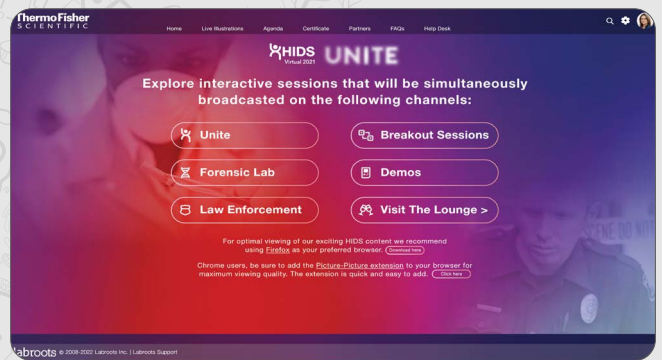 ThermoFisher
SCIENTIFIC
Home Live Illustrations Agenda Certificate Partners FAQs Help Desk
HIDS UNITE
Virtual 2021
Explore interactive sessions that will be simultaneously
broadcasted on the following channels:
Unite
Breakout Sessions
Forensic Lab
Demos
Law Enforcement
Visit The Lounge >
For optimal viewing of our exciting HIDS content we recommend
using Firefox as your preferred browser. Download here
Chrome users, be sure to add the Picture-Picture extension to your browser for
maximum viewing quality. The extension is quick and easy to add. Click here
SCENE DO NOT
labroots © 2008-2022 Labroots Inc. | Labroots Support